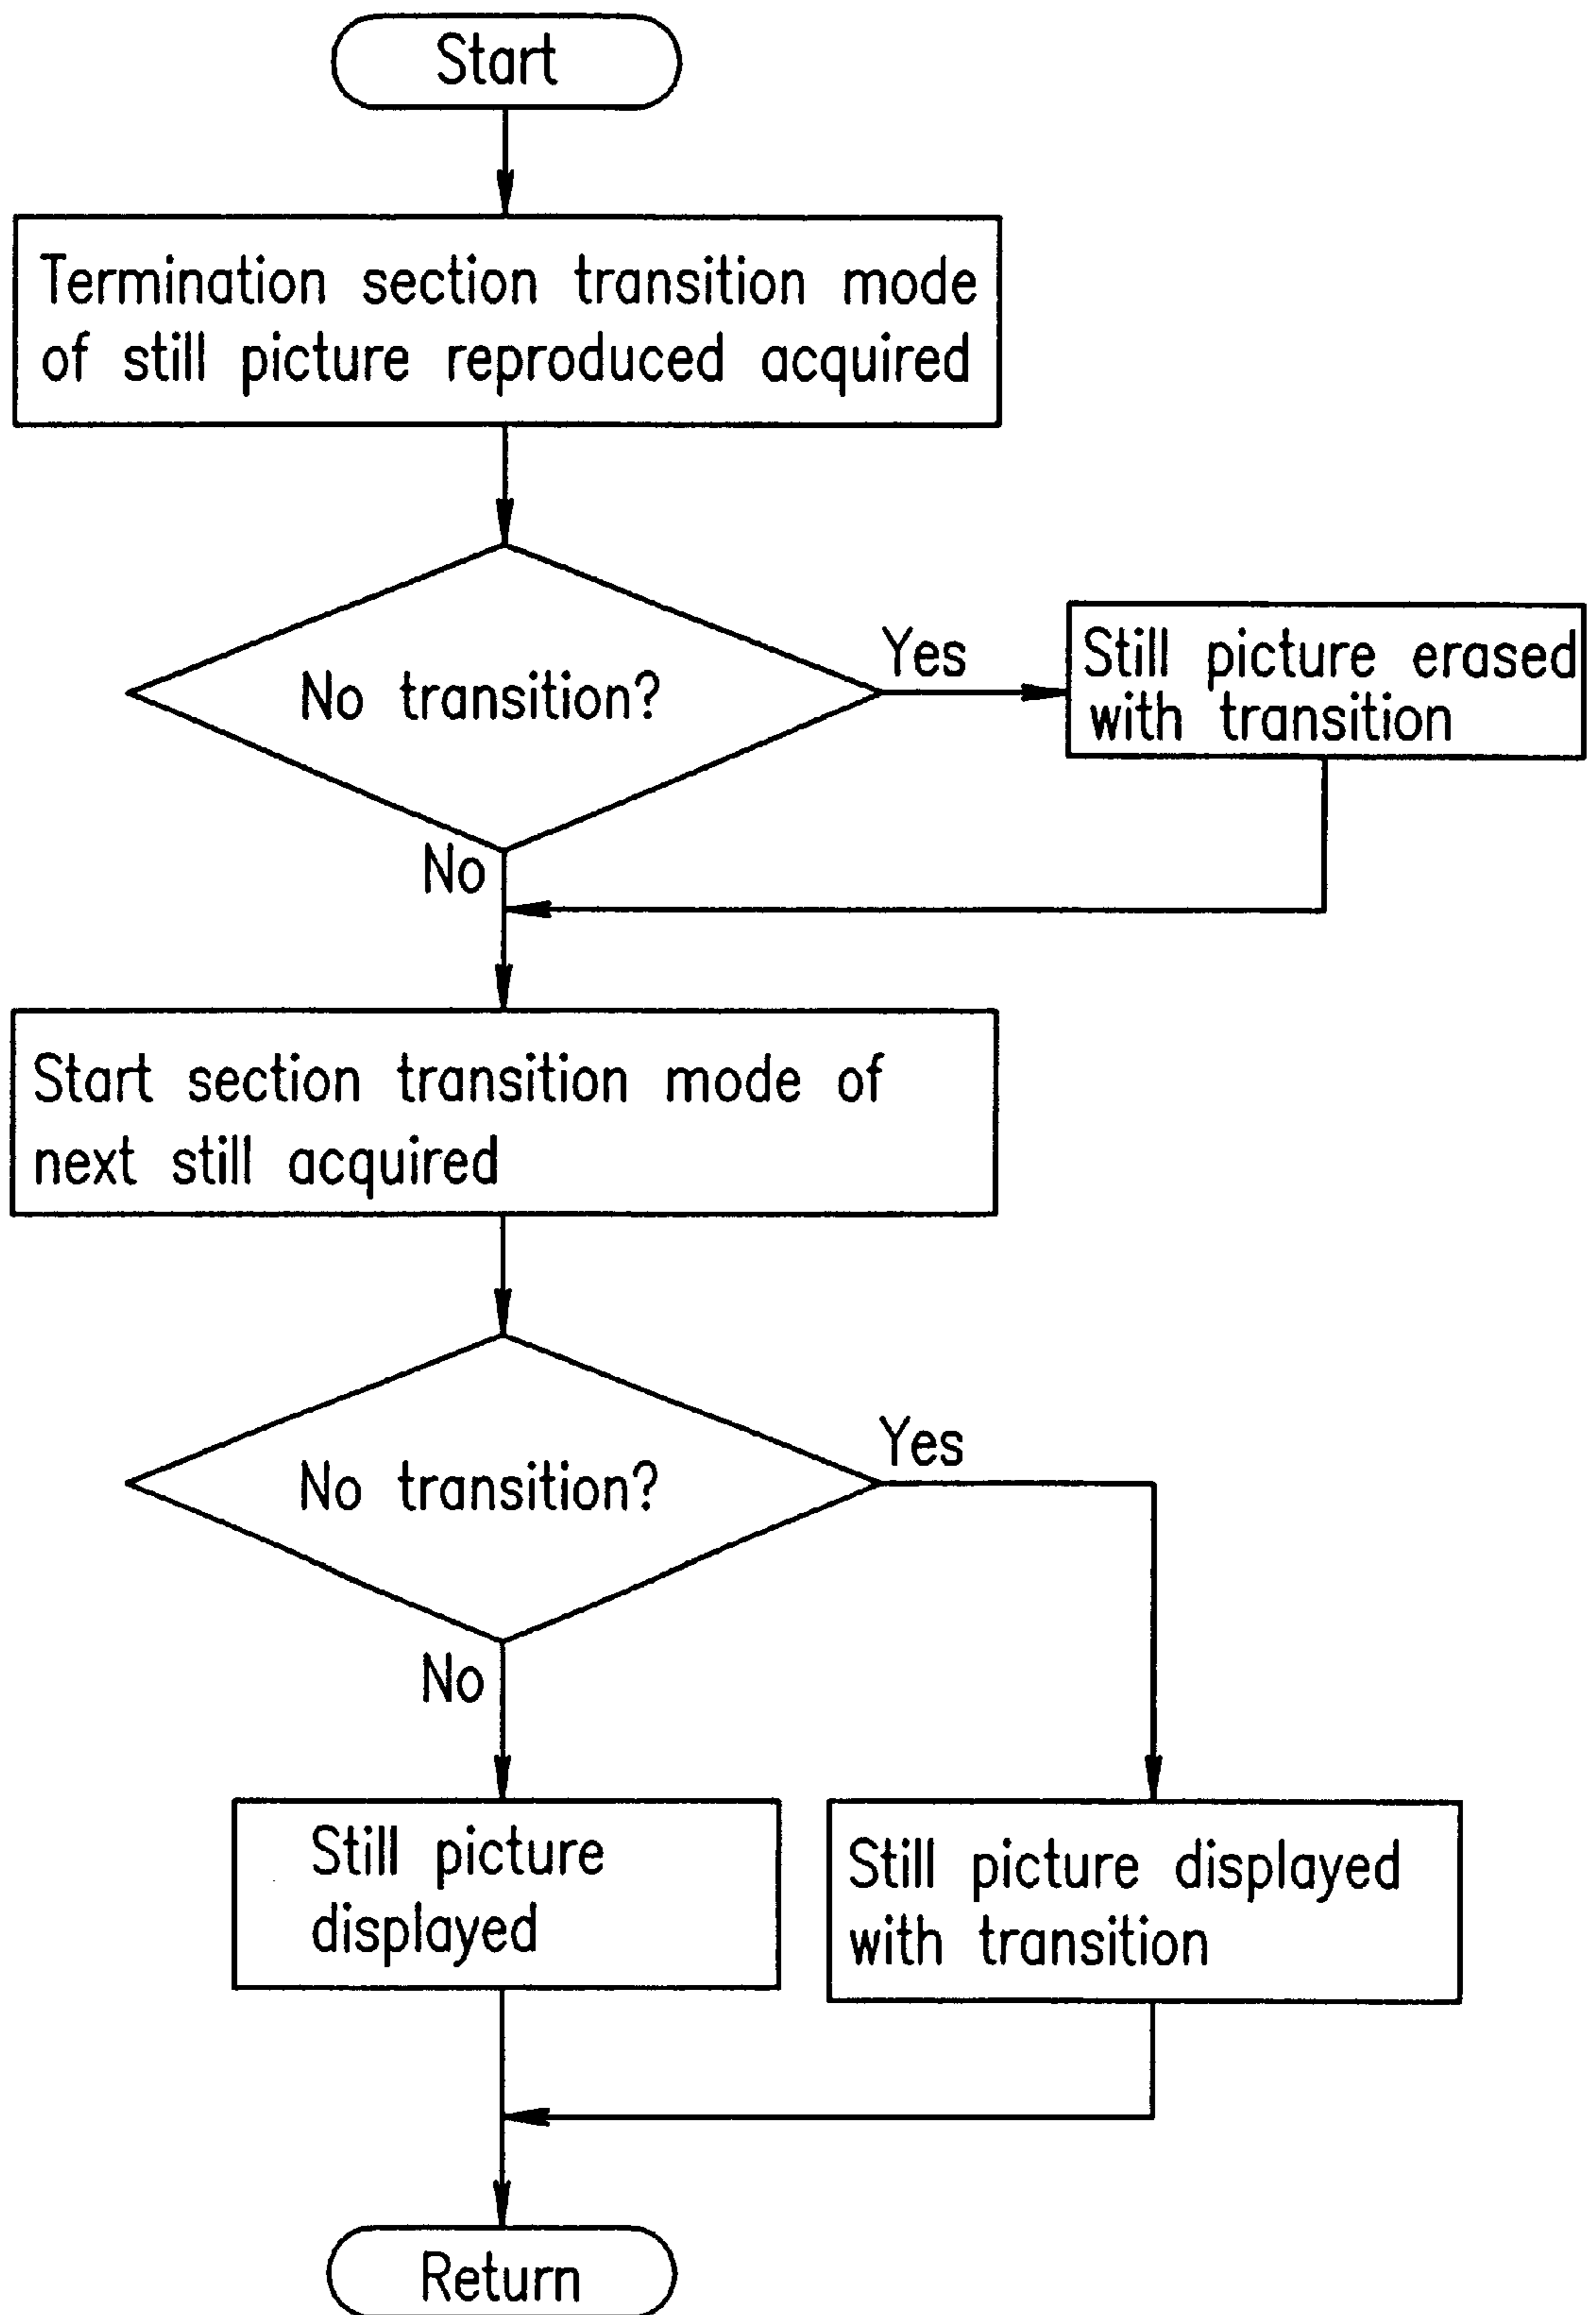 Start
Termination section transition mode
of still picture reproduced acquired
No transition?
Yes
Still picture erased
with transition
No
Start section transition mode of
next still acquired
No transition?
Yes
No
Still picture
displayed
Still picture displayed
with transition
Return